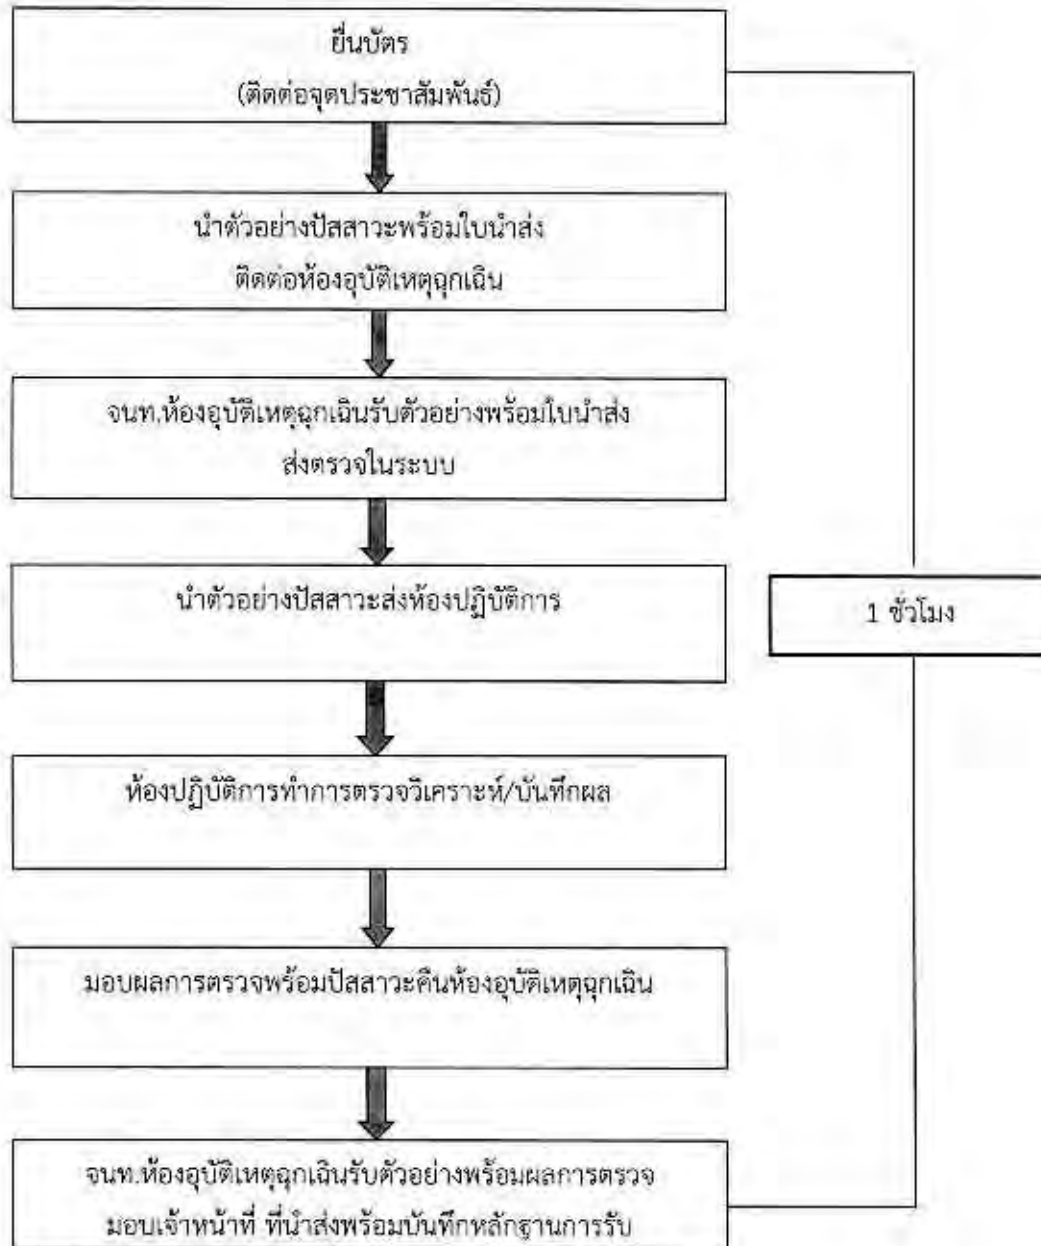 ยื่นบัตร
(ติดต่อจุดประชาสัมพันธ์)
นำตัวอย่างปัสสาวะพร้อมใบนำส่ง
ติดต่อห้องอุบัติเหตุฉุกเฉิน
จนท.ห้องอุบัติเหตุฉุกเฉินรับตัวอย่างพร้อมใบนำส่ง
ส่งตรวจในระบบ
นำตัวอย่างปัสสาวะส่งห้องปฏิบัติการ
1 ชั่วโมง
ห้องปฏิบัติการทำการตรวจวิเคราะห์/บันทึกผล
มอบผลการตรวจพร้อมปัสสาวะคืนห้องอุบัติเหตุฉุกเฉิน
จนท.ห้องอุบัติเหตุฉุกเฉินรับตัวอย่างพร้อมผลการตรวจ
มอบเจ้าหน้าที่ ที่นำส่งพร้อมบันทึกหลักฐานการรับ